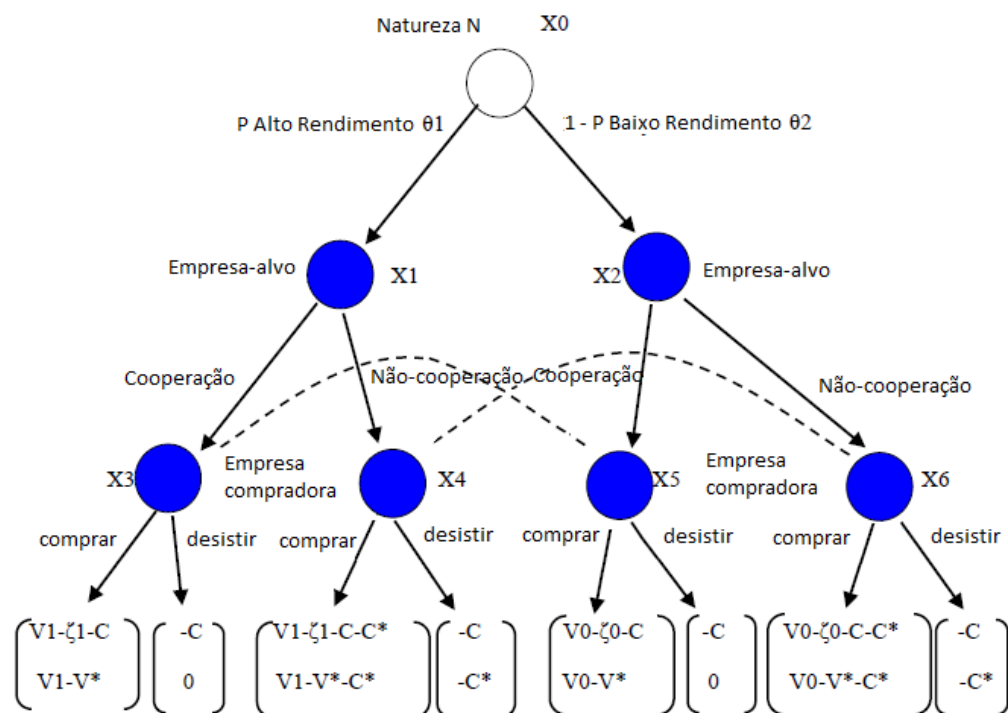 Natureza N X0
P Alto Rendimento θ1
1 - P Baixo Rendimento θ2
Empresa-alvo X1
X2 Empresa-alvo
Cooperação
Não-cooperação
Cooperação
Não-cooperação
X3
Empresa
compradora
X4
X5
Empresa
compradora
X6
comprar desistir
comprar desistir
comprar desistir
comprar desistir
V1-ζ1-C
V1-V*
-C
0
V1-ζ1-C-C*
V1-V*-C*
-C
-C*
V0-ζ0-C
V0-V*
-C
0
V0-ζ0-C-C*
V0-V*-C*
-C
-C*